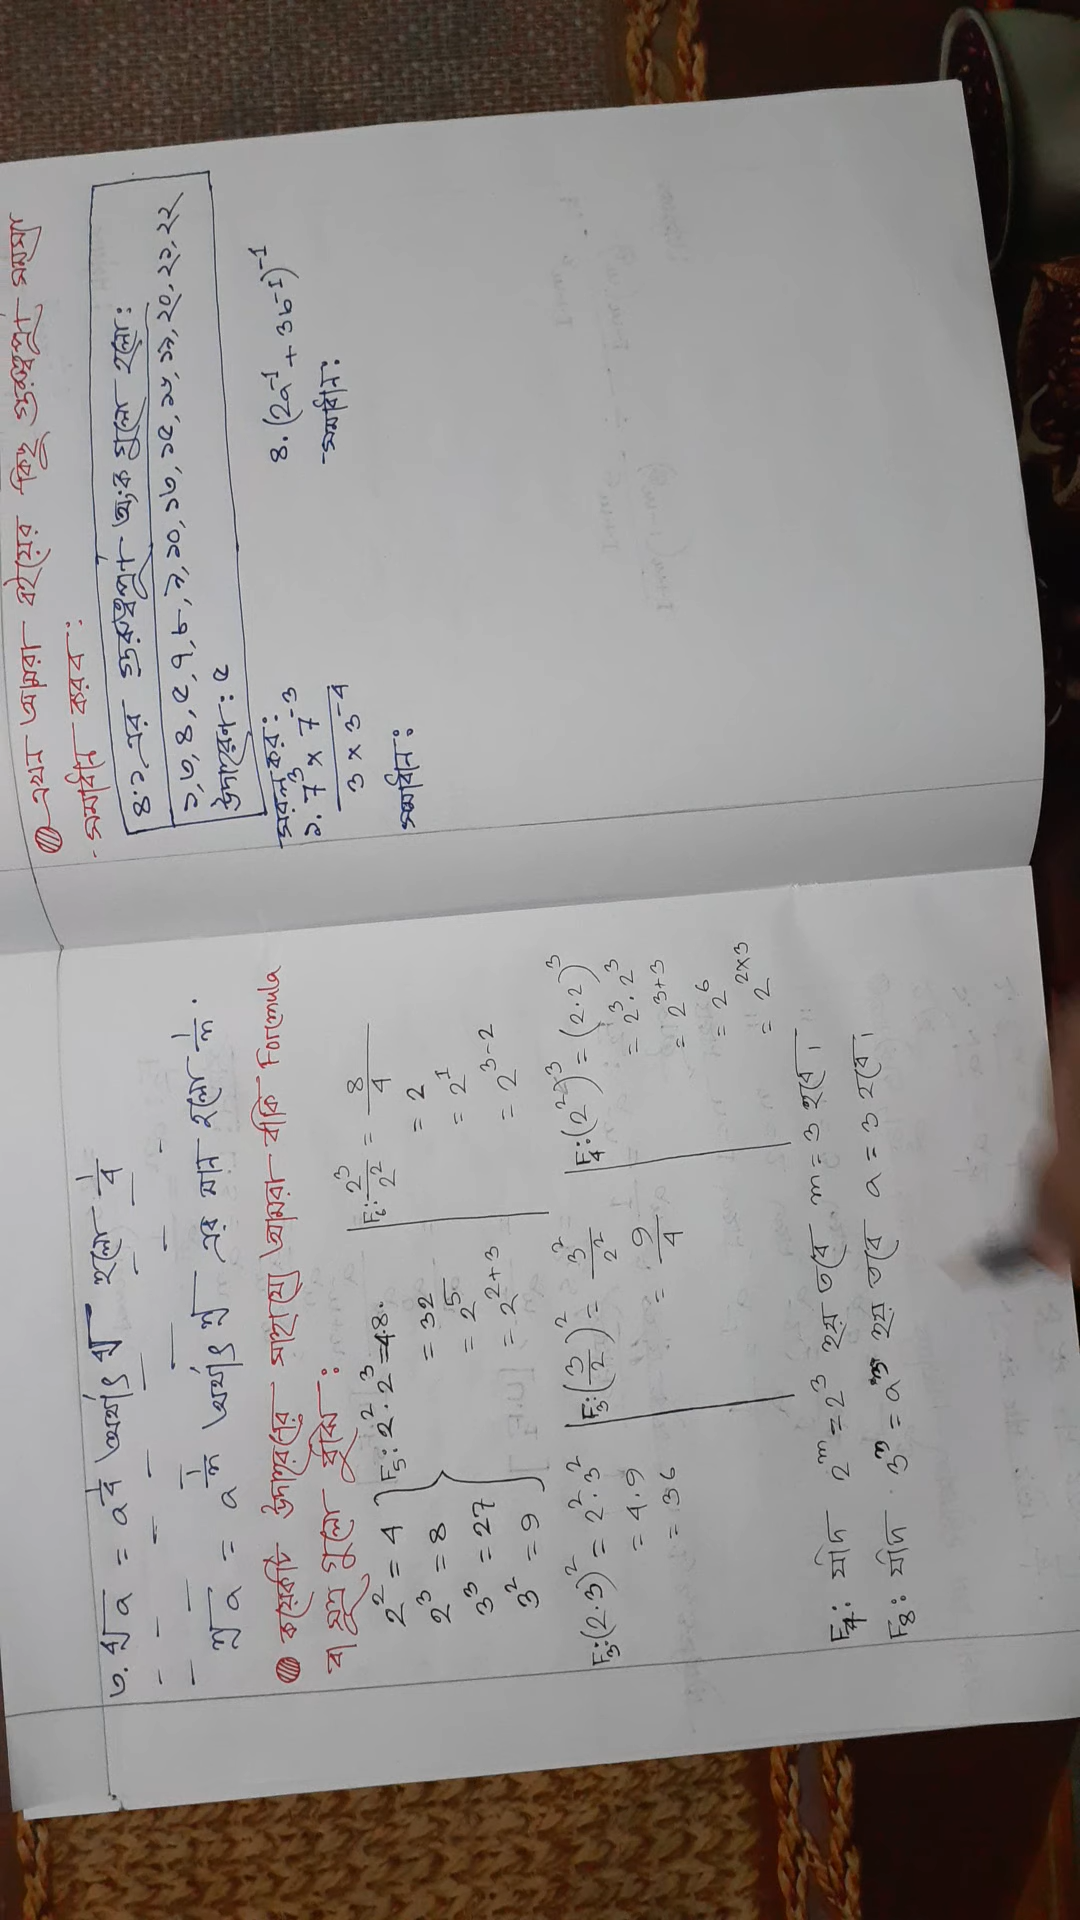 ৩. ∜a = a^{1/4} অর্থাৎ ∜ হলো 1/4
ⁿ√a = a^{1/n} অর্থাৎ ⁿ√ এর মান হলো 1/n.
কয়েকটি উদাহরণের সাহায্যে আমরা বাকি Formula
বা সূত্র গুলো বুঝি:
2² = 4
2³ = 8
3³ = 27
3² = 9
F₅: 2².2³ = 4.8.
= 32
= 2⁵
= 2^{2+3}
F₆: 2³/2² = 8/4
= 2
= 2¹
= 2^{3-2}
F₃: (2.3)² = 2².3²
= 4.9
= 36
F₃: (3/2)² = 3²/2²
= 9/4
F₄: (2²)³ = (2.2)³
= 2³.2³
= 2^{3+3}
= 2⁶
= 2^{2×3}
F₇: যদি 2^m = 2³ হয় তবে m = 3 হবে।
F₈: যদি 3^m = a^m হয় তবে a = 3 হবে।
এখন আমরা বইয়ের কিছু গুরুত্বপূর্ণ সমস্যা
সমাধান করব:
৪.১ এর গুরুত্বপূর্ণ অংক গুলো হলো:
১,৩,৪,৫,৭,৮,৯,১০,১৩,১৫,১৮,১৯,২০,২১,২২
উদাহরণ: ৫
সরল কর:
১. 7³ × 7^{-3} / 3 × 3^{-4}
সমাধান:
৪. (2a^{-1} + 3b^{-1})^{-1}
সমাধান: